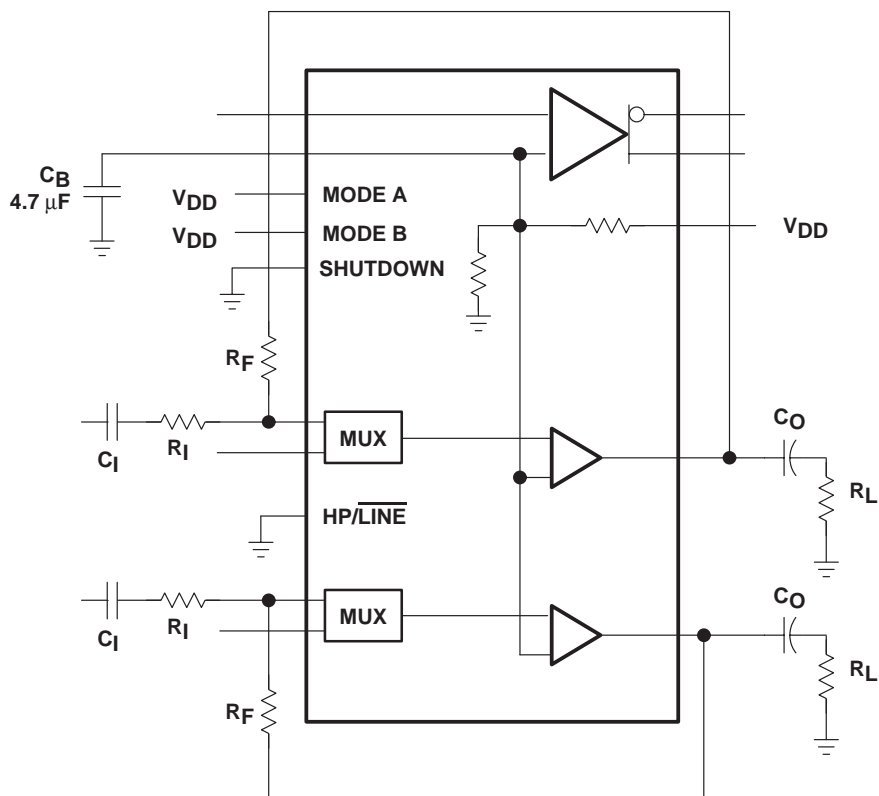 CB
4.7 μF
VDD
MODE A
VDD
MODE B
SHUTDOWN
VDD
RF
CI
RI
MUX
CO
RL
HP/LINE
CI
RI
MUX
CO
RL
RF